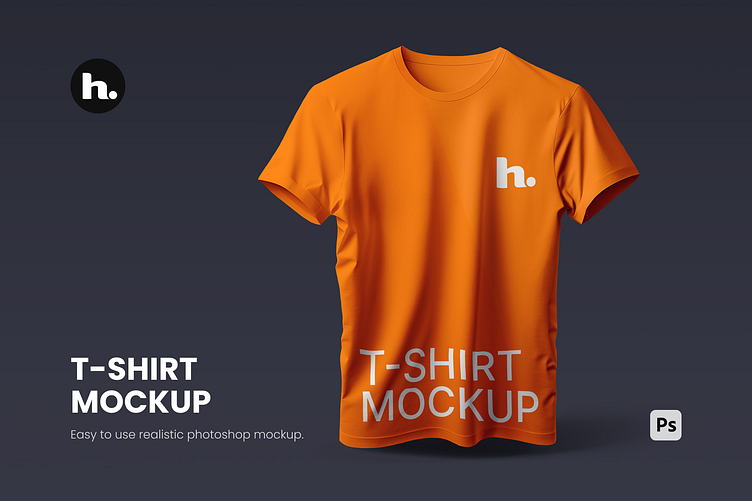 h.
h.
T-SHIRT
MOCKUP
T-SHIRT
MOCKUP
Easy to use realistic photoshop mockup.
Ps